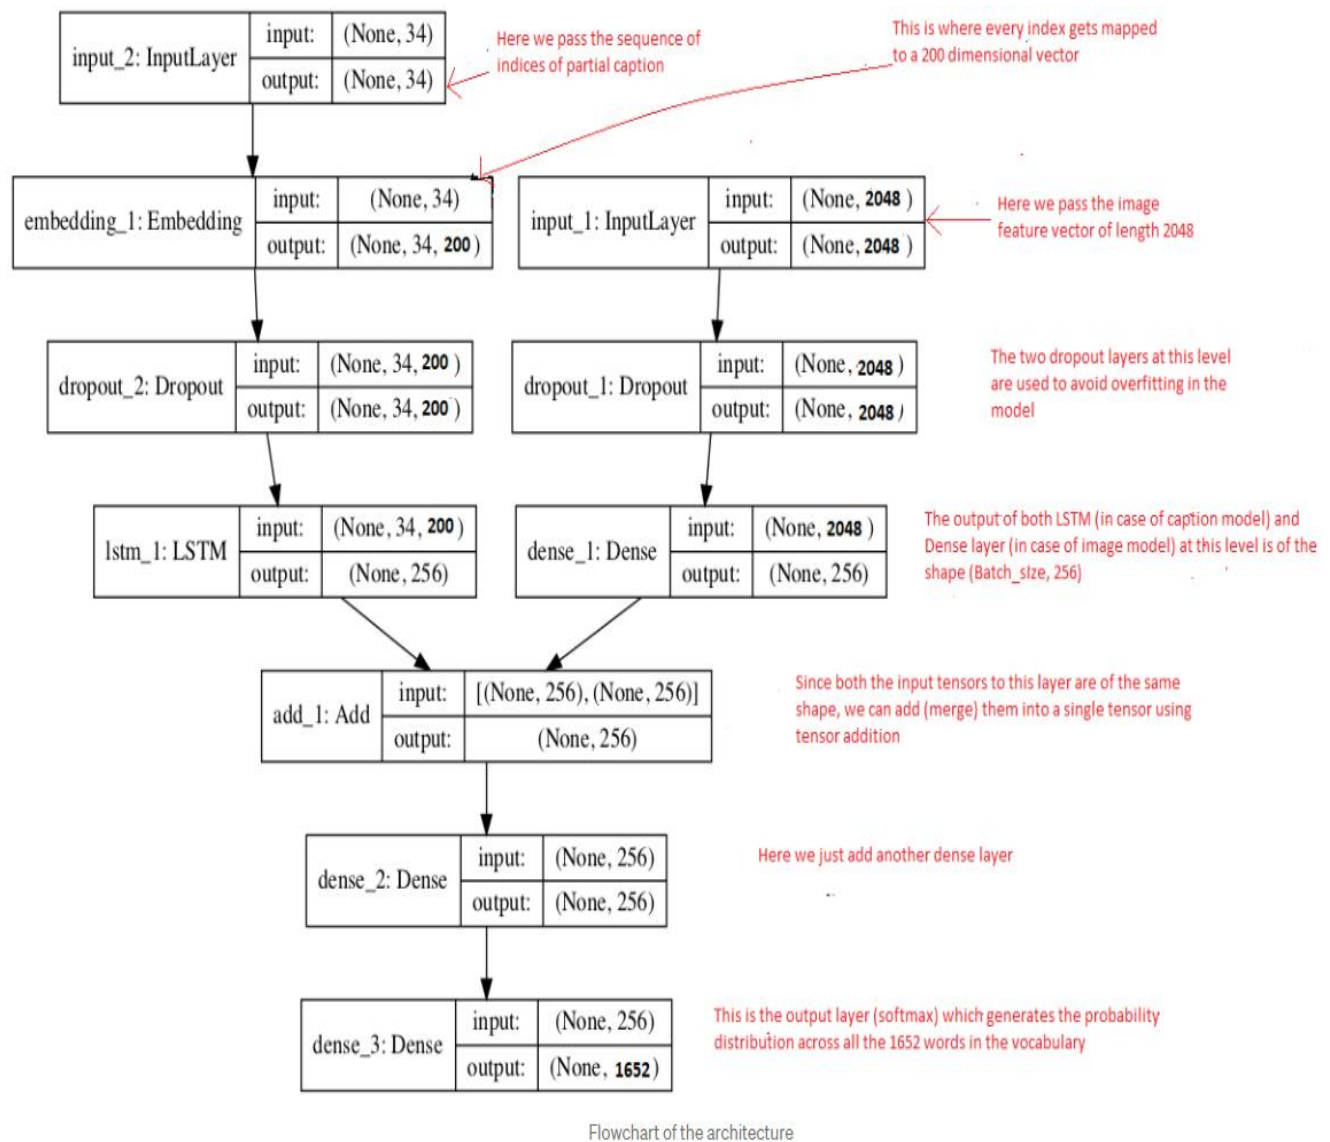 input_2: InputLayer
input: (None, 34)
output: (None, 34)
Here we pass the sequence of
indices of partial caption
This is where every index gets mapped
to a 200 dimensional vector
embedding_1: Embedding
input: (None, 34)
output: (None, 34, 200 )
input_1: InputLayer
input: (None, 2048 )
output: (None, 2048 )
Here we pass the image
feature vector of length 2048
dropout_2: Dropout
input: (None, 34, 200 )
output: (None, 34, 200 )
dropout_1: Dropout
input: (None, 2048 )
output: (None, 2048 )
The two dropout layers at this level
are used to avoid overfitting in the
model
lstm_1: LSTM
input: (None, 34, 200 )
output: (None, 256)
dense_1: Dense
input: (None, 2048 )
output: (None, 256)
The output of both LSTM (in case of caption model) and
Dense layer (in case of image model) at this level is of the
shape (Batch_size, 256)
add_1: Add
input: [(None, 256), (None, 256)]
output: (None, 256)
Since both the input tensors to this layer are of the same
shape, we can add (merge) them into a single tensor using
tensor addition
dense_2: Dense
input: (None, 256)
output: (None, 256)
Here we just add another dense layer
dense_3: Dense
input: (None, 256)
output: (None, 1652 )
This is the output layer (softmax) which generates the probability
distribution across all the 1652 words in the vocabulary
Flowchart of the architecture